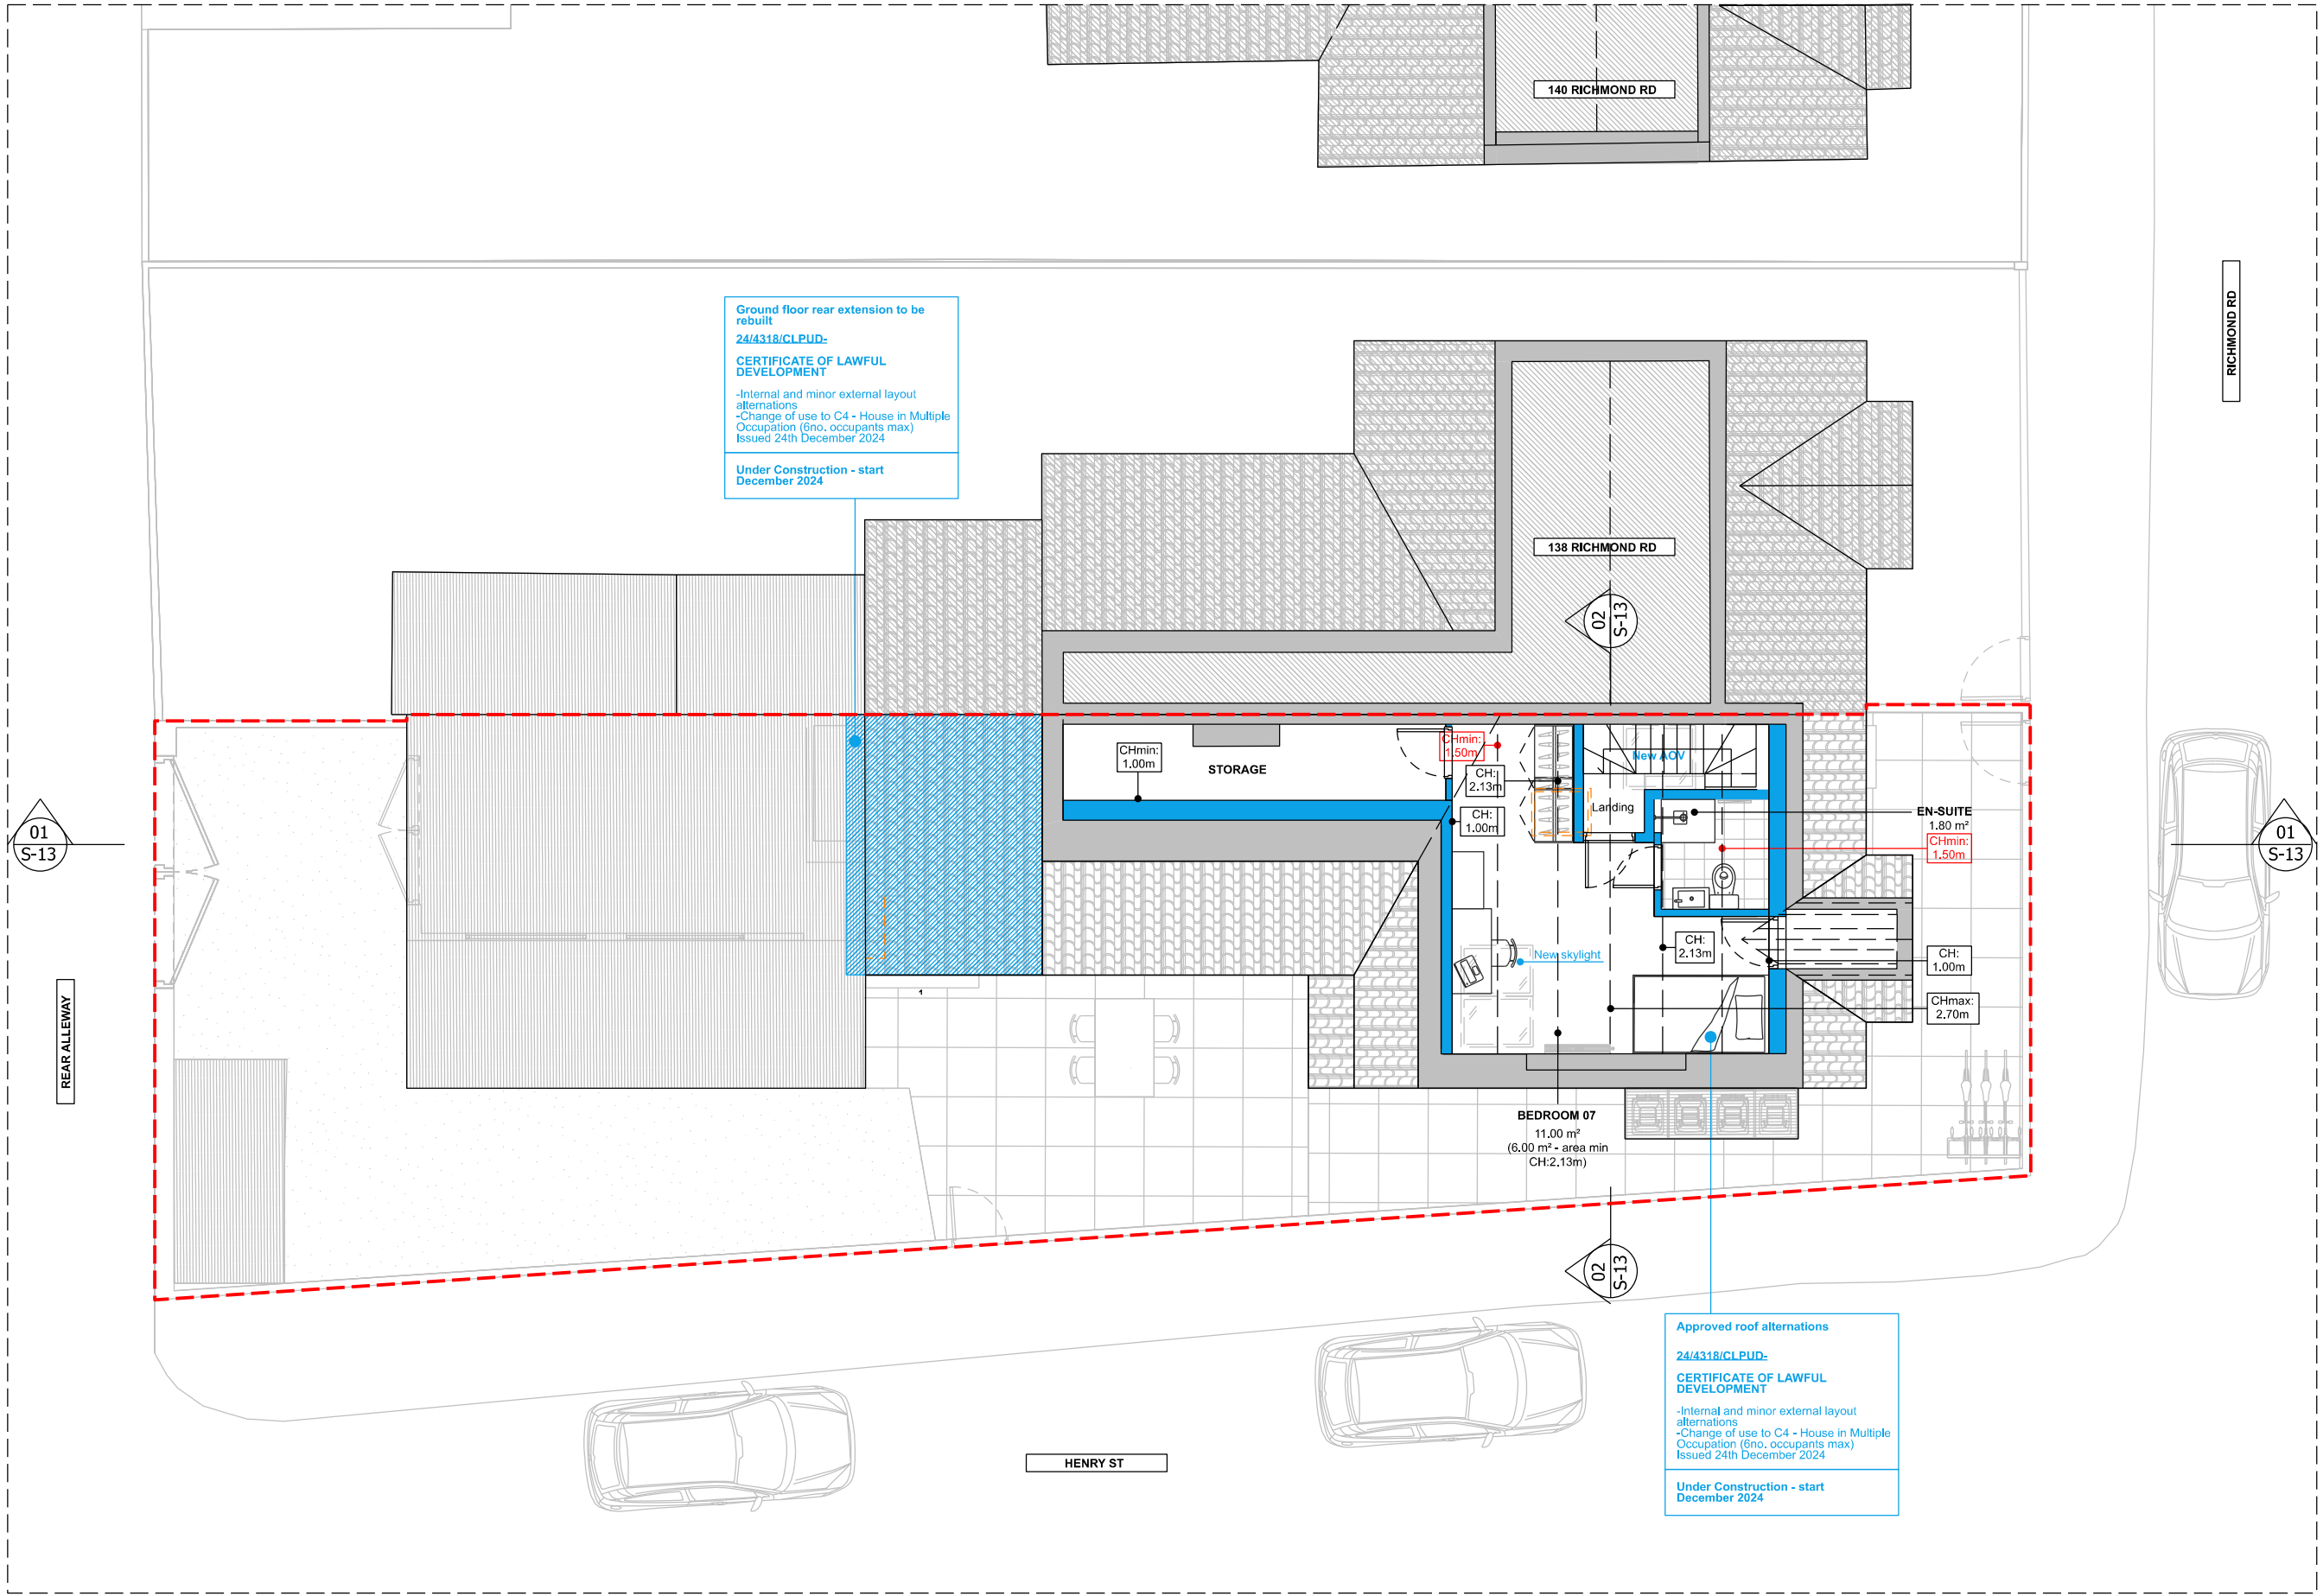 140 RICHMOND RD
RICHMOND RD
Ground floor rear extension to be
rebuilt
24/4318/CLPUD-
CERTIFICATE OF LAWFUL
DEVELOPMENT
-Internal and minor external layout
alternations
-Change of use to C4 - House in Multiple
Occupation (6no. occupants max)
Issued 24th December 2024
Under Construction - start
December 2024
138 RICHMOND RD
02
S-13
CHmin:
1.00m
STORAGE
CHmin:
1.50m
CH:
2.13m
CH:
1.00m
New AOV
Landing
EN-SUITE
1.80 m²
CHmin:
1.50m
01
S-13
01
S-13
New skylight
CH:
2.13m
CH:
1.00m
CHmax:
2.70m
1
REAR ALLEWAY
BEDROOM 07
11.00 m²
(6.00 m² - area min
CH:2.13m)
02
S-13
Approved roof alternations
24/4318/CLPUD-
CERTIFICATE OF LAWFUL
DEVELOPMENT
-Internal and minor external layout
alternations
-Change of use to C4 - House in Multiple
Occupation (6no. occupants max)
Issued 24th December 2024
Under Construction - start
December 2024
HENRY ST